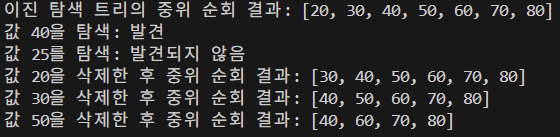 이진 탐색 트리의 중위 순회 결과: [20, 30, 40, 50, 60, 70, 80]
값 40을 탐색: 발견
값 25를 탐색: 발견되지 않음
값 20을 삭제한 후 중위 순회 결과: [30, 40, 50, 60, 70, 80]
값 30을 삭제한 후 중위 순회 결과: [40, 50, 60, 70, 80]
값 50을 삭제한 후 중위 순회 결과: [40, 60, 70, 80]